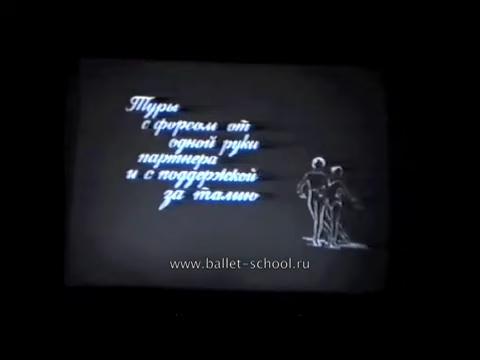 Туры
с форсом от
одной руки
партнера
и с поддержкой
за талию
www.ballet-school.ru